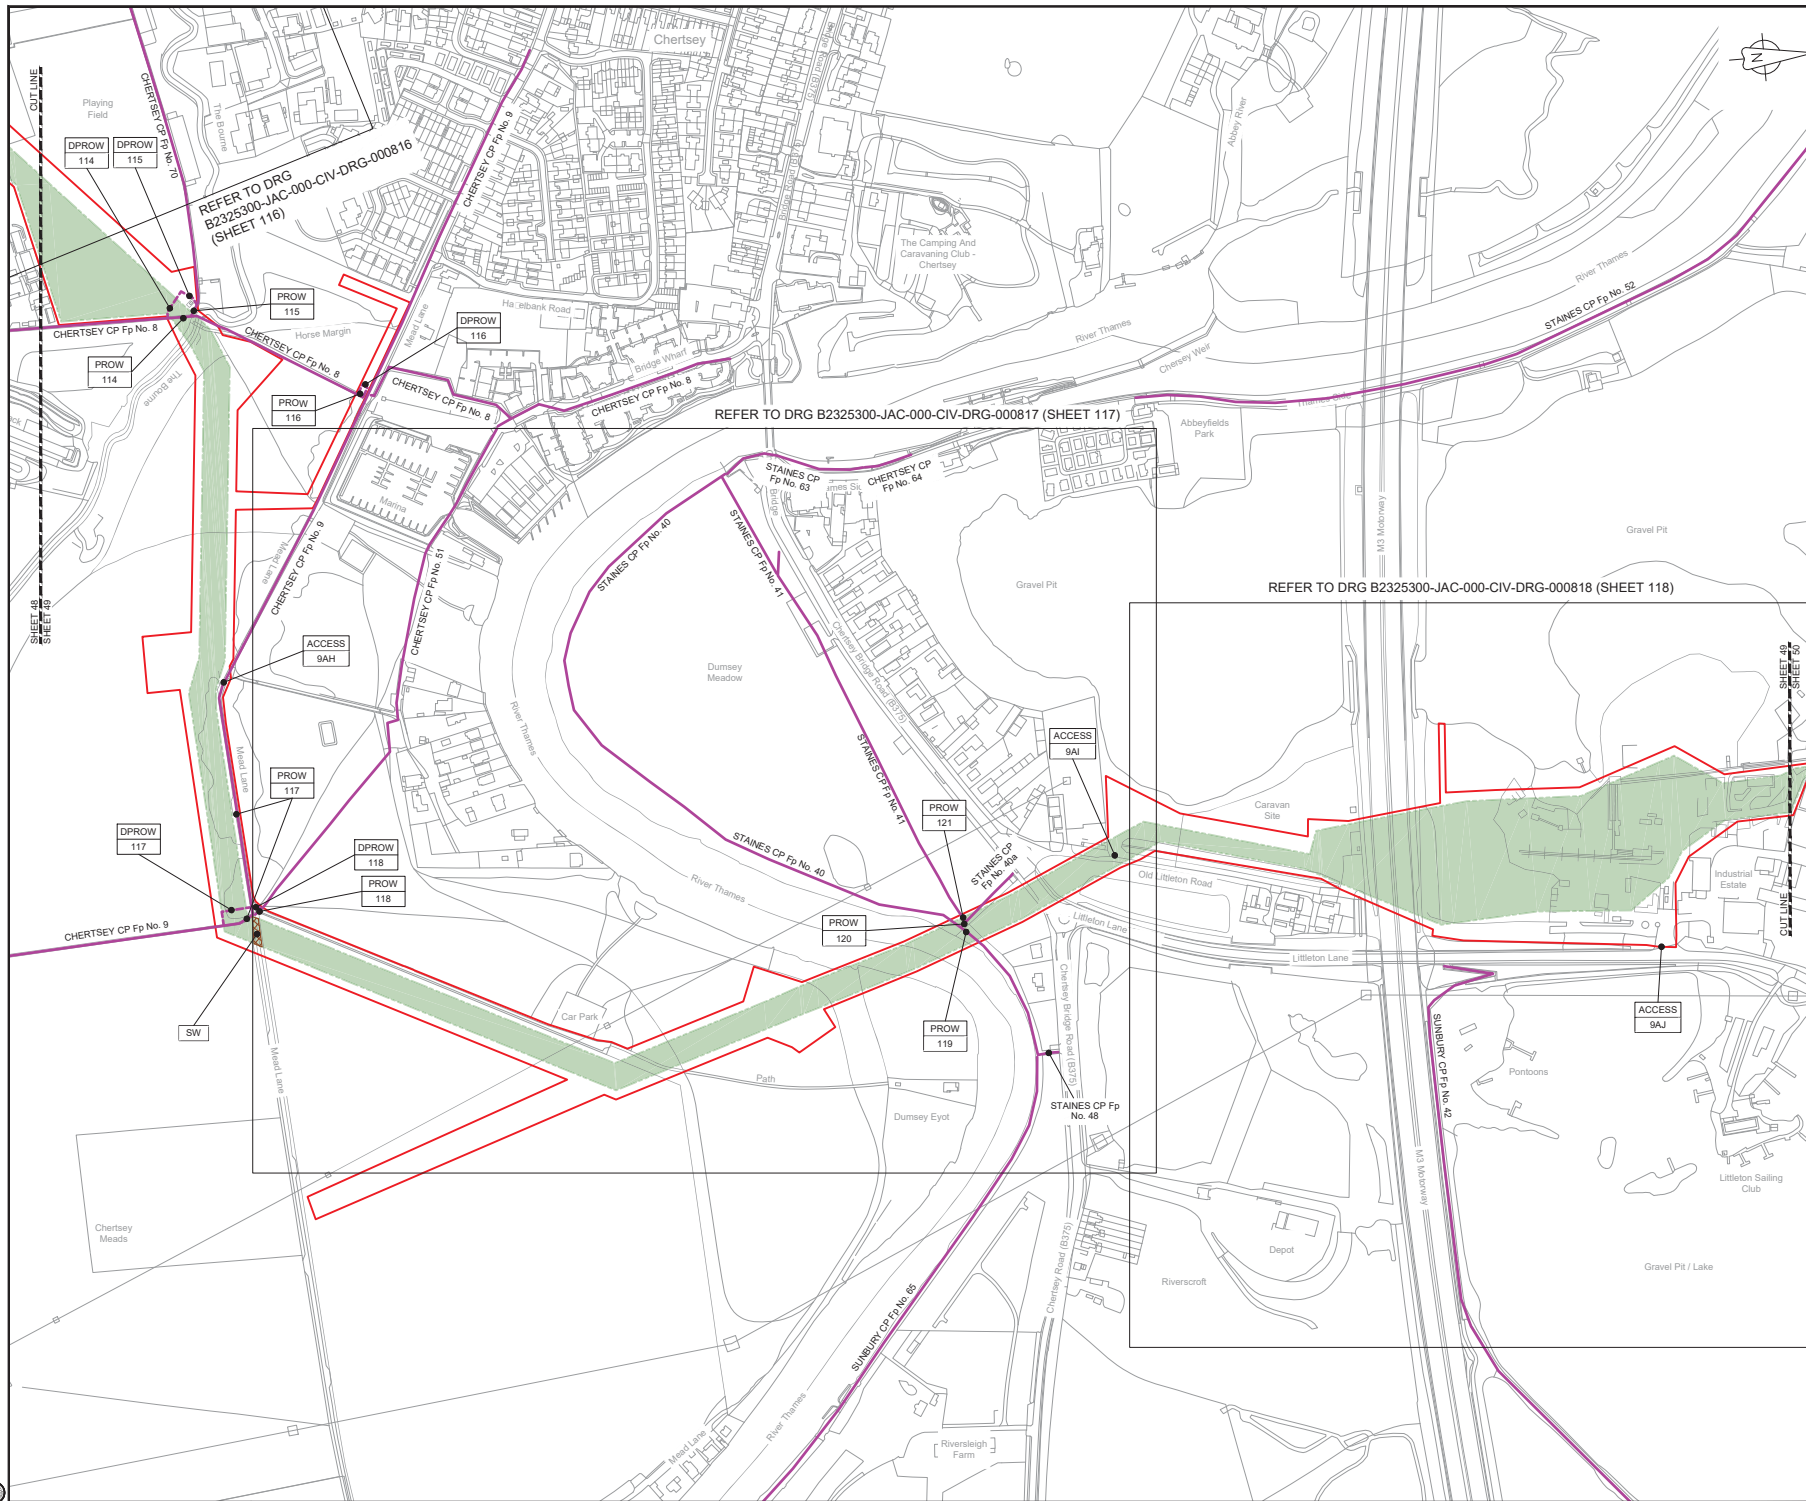 Chertsey
N
CUT LINE
Playing
Field
CHERTSEY CP Fp No. 70
The Bourne
DPROW
114
DPROW
115
REFER TO DRG
B2325300-JAC-000-CIV-DRG-000816
(SHEET 116)
CHERTSEY CP Fp No. 9
Bridge Road (B375)
Bridge Road (B375)
Abbey River
The Camping And
Caravaning Club -
Chertsey
River Thames
STAINES CP Fp No. 52
PROW
115
CHERTSEY CP Fp No. 8
PROW
114
CHERTSEY CP Fp No. 8
Horse Margin
Mead Lane
Hazelbank Road
DPROW
116
PROW
116
The Bourne
CHERTSEY CP Fp No. 8
Bridge Wharf
CHERTSEY CP Fp No. 8
River Thames
Chersey Weir
Thames Side
REFER TO DRG B2325300-JAC-000-CIV-DRG-000817 (SHEET 117)
Abbeyfields
Park
STAINES CP
Fp No. 63
CHERTSEY CP
Fp No. 64
Bridge
Marina
Mead Lane
CHERTSEY CP Fp No. 9
CHERTSEY CP Fp No. 51
STAINES CP Fp No. 40
STAINES CP Fp No. 41
M3 Motorway
Gravel Pit
Gravel Pit
REFER TO DRG B2325300-JAC-000-CIV-DRG-000818 (SHEET 118)
SHEET 48
SHEET 49
ACCESS
9AH
Dumsey
Meadow
Chertsey Bridge Road (B375)
SHEET 49
SHEET 50
River Thames
Mead Lane
PROW
117
STAINES CP Fp No. 41
ACCESS
9AI
PROW
121
Caravan
Site
DPROW
117
DPROW
118
PROW
118
STAINES CP Fp No. 40
STAINES CP
Fp No. 40a
River Thames
Old Littleton Road
Industrial
Estate
CUT LINE
CHERTSEY CP Fp No. 9
PROW
120
Littleton Lane
Littleton Lane
SW
Car Park
PROW
119
Chertsey Bridge Road (B375)
ACCESS
9AJ
SUNBURY CP Fp No. 42
Mead Lane
Path
Pontoons
Dumsey Eyot
STAINES CP Fp
No. 48
M3 Motorway
Littleton Sailing
Club
Chertsey
Meads
Depot
Riverscroft
Gravel Pit / Lake
Chertsey Road (B375)
SUNBURY CP Fp No. 65
River Thames
Mead Lane
Riversleigh
Farm